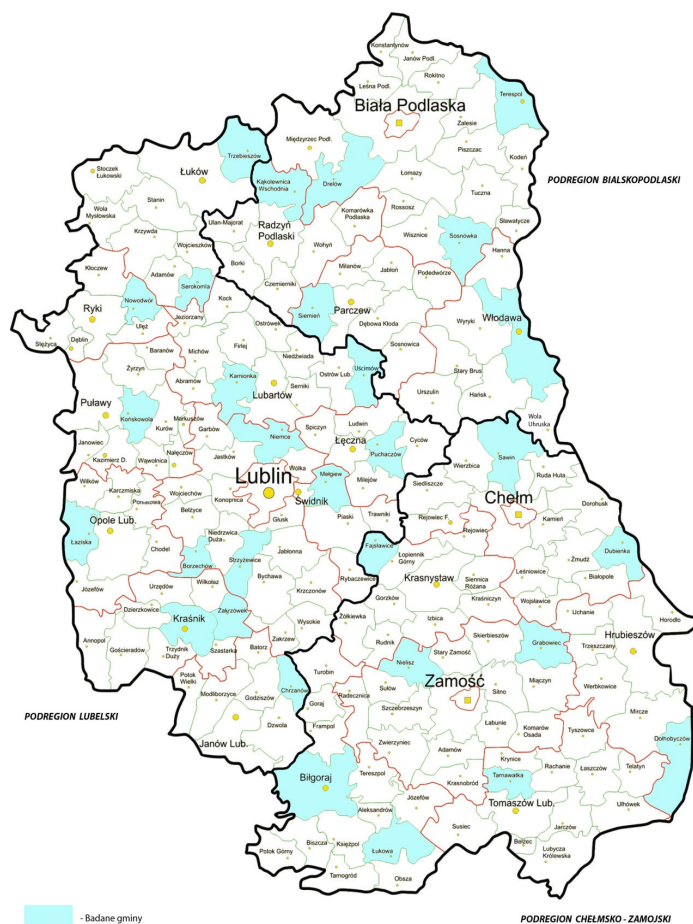 Konstantynów
Janów Podl.
Leśna Podl.
Rokitno
Terespol
Biała Podlaska
Zalesie
Międzyrzec Podl.
Piszczac
Trzebieszów
Kodeń
Stoczek
Łukowski
Łuków
Kąkolewnica
Wschodnia
Drelów
Łomazy
PODREGION BIALSKOPODLASKI
Tuczna
Stanin
Wola
Mysłowska
Ulan-Majorat
Radzyń
Podlaski
Komarówka
Podlaska
Rossosz
Wisznice
Sosnówka
Sławatycze
Krzywda
Wojcieszków
Wohyń
Hanna
Borki
Milanów
Jabłoń
Podedwórze
Kłoczew
Adamów
Serokomla
Czemierniki
Nowodwór
Kock
Siemień
Parczew
Włodawa
Ryki
Jeziorzany
Ostrówek
Dębowa Kłoda
Wyryki
Stężyca
Dęblin
Ułęż
Firlej
Baranów
Michów
Niedźwiada
Sosnowica
Żyrzyn
Abramów
Kamionka
Uścimów
Ostrów Lub.
Stary Brus
Lubartów
Serniki
Puławy
Urszulin
Hańsk
Końskowola
Markuszów
Kurów
Garbów
Niemce
Spiczyn
Ludwin
Wola
Uhruska
Janowiec
Nałęczów
Łęczna
Cyców
Kazimierz D.
Wąwolnica
Jastków
Puchaczów
Wierzbica
Sawin
Wilków
Wojciechów
Lublin
Wólka
Mełgiew
Milejów
Siedliszcze
Ruda Huta
Karczmiska
Poniatowa
Konopnica
Świdnik
Chełm
Dorohusk
Opole Lub.
Bełżyce
Głusk
Piaski
Trawniki
Rejowiec F.
Rejowiec
Kamień
Łaziska
Niedrzwica
Duża
Chodel
Strzyżewice
Jabłonna
Fajsławice
Łopiennik
Górny
Dubienka
Borzechów
Żmudź
Leśniowice
Białopole
Józefów
Urzędów
Wilkołaz
Bychawa
Rybaczewice
Krasnystaw
Siennica
Różana
Krzczonów
Gorzków
Kraśniczyn
Wojsławice
Dzierzkowice
Zakrzówek
Żółkiewka
Izbica
Uchanie
Horodło
Kraśnik
Wysokie
Rudnik
Skierbieszów
Annopol
Gościeradów
Trzydnik
Duży
Szastarka
Batorz
Zakrzew
Stary Zamość
Grabowiec
Trzeszczany
Hrubieszów
Potok
Wielki
Turobin
Nielisz
Modliborzyce
Godziszów
Chrzanów
Radecznica
Sułów
Zamość
Sitno
Miączyn
Werbkowice
Goraj
Szczebrzeszyn
Mircze
PODREGION LUBELSKI
Janów Lub.
Dzwola
Frampol
Łabunie
Komarów
Osada
Tyszowce
Dołhobyczów
Zwierzyniec
Adamów
Krynice
Rachanie
Łaszczów
Telatyn
Biłgoraj
Tereszpol
Krasnobród
Tarnawatka
Józefów
Tomaszów Lub.
Ulhówek
Aleksandrów
Susiec
Jarczów
Biszcza
Księżpol
Potok Górny
Łukowa
Bełżec
Lubycza
Królewska
Tarnogród
Obsza
- Badane gminy
PODREGION CHEŁMSKO - ZAMOJSKI